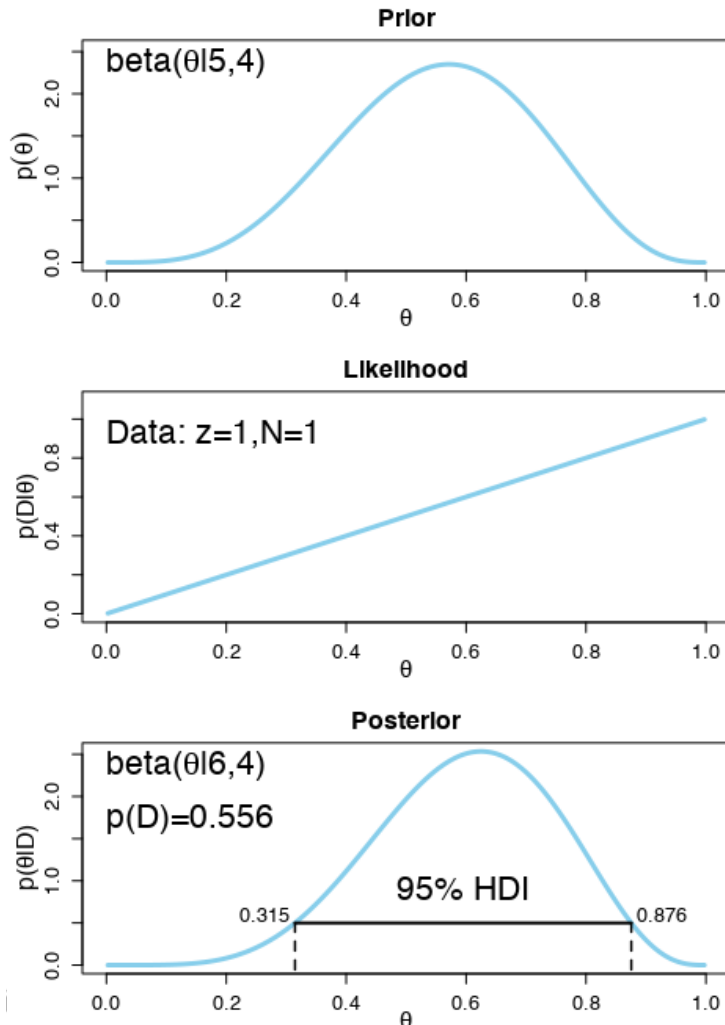 Prior
beta(θ|5,4)
p(θ)
0.0 1.0 2.0
0.0 0.2 0.4 0.6 0.8 1.0
θ
Likelihood
Data: z=1,N=1
p(D|θ)
0.0 0.4 0.8
0.0 0.2 0.4 0.6 0.8 1.0
θ
Posterior
beta(θ|6,4)
p(D)=0.556
p(θ|D)
95% HDI
0.315 0.876
0.0 1.0 2.0
0.0 0.2 0.4 0.6 0.8 1.0
θ